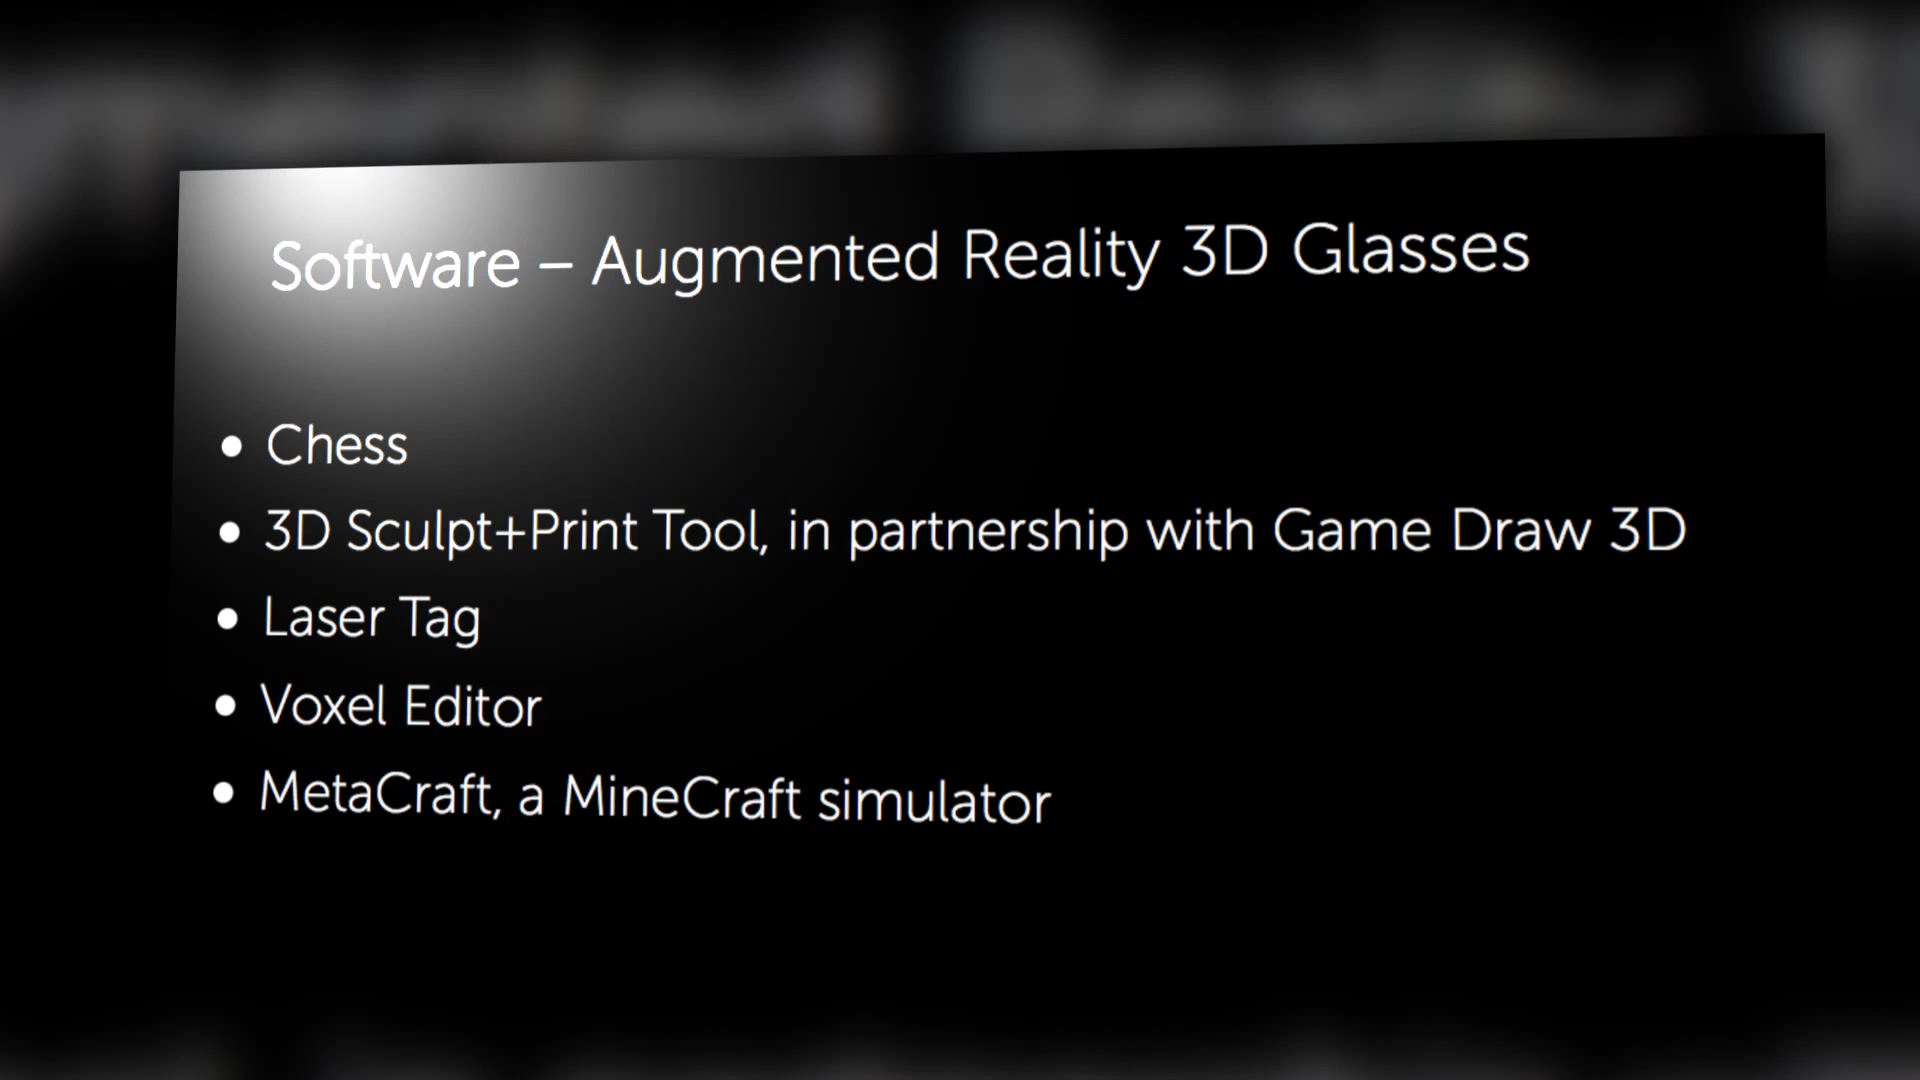 Software – Augmented Reality 3D Glasses
• Chess
• 3D Sculpt+Print Tool, in partnership with Game Draw 3D
• Laser Tag
• Voxel Editor
• MetaCraft, a MineCraft simulator